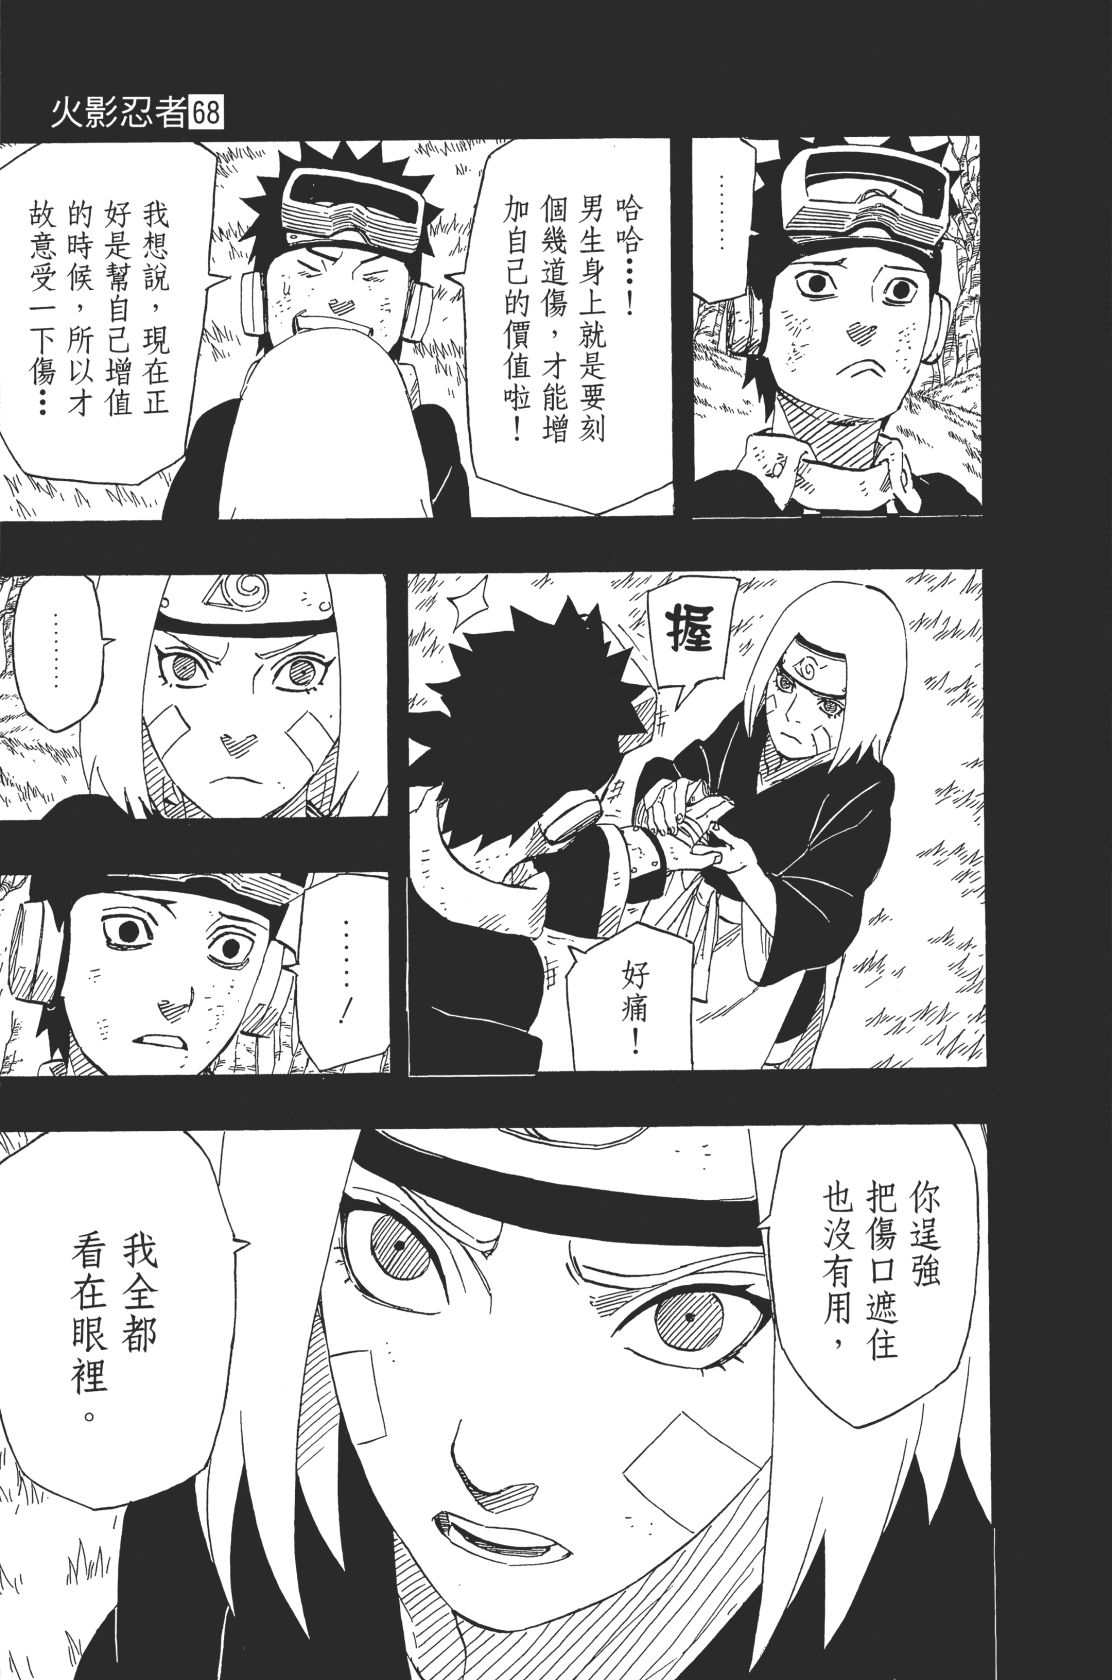 火影忍者68
………
哈哈…！
男生身上就是要刻
個幾道傷，才能增
加自己的價值啦！
我想說，現在正
好是幫自己增值
的時候，所以才
故意受一下傷…
握
好痛！
………
……！
你逞強
把傷口遮住
也沒有用，
我全都
看在眼裡。